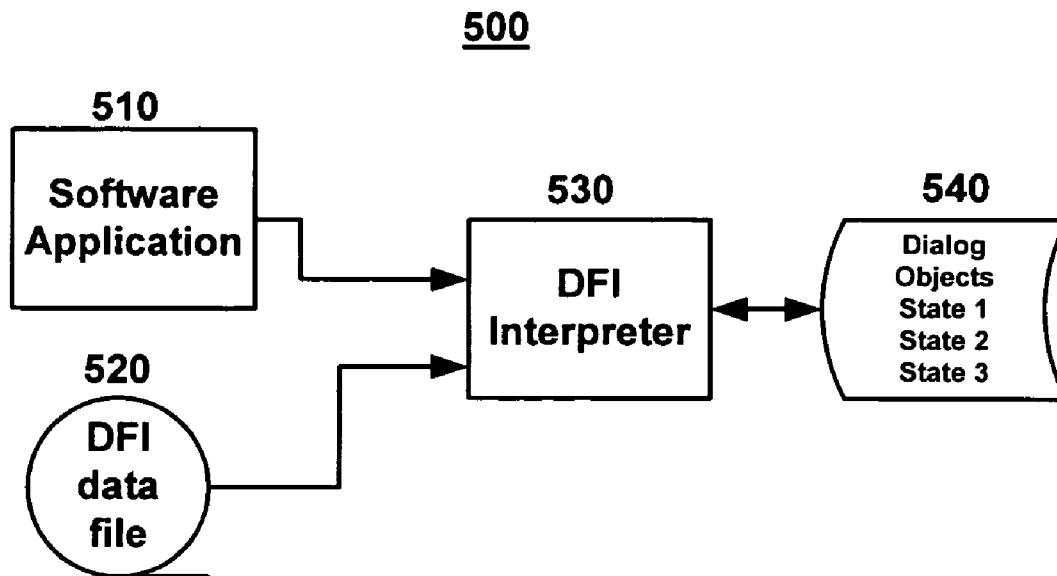 500
510
Software
Application
520
DFI
data
file
530
DFI
Interpreter
540
Dialog
Objects
State 1
State 2
State 3